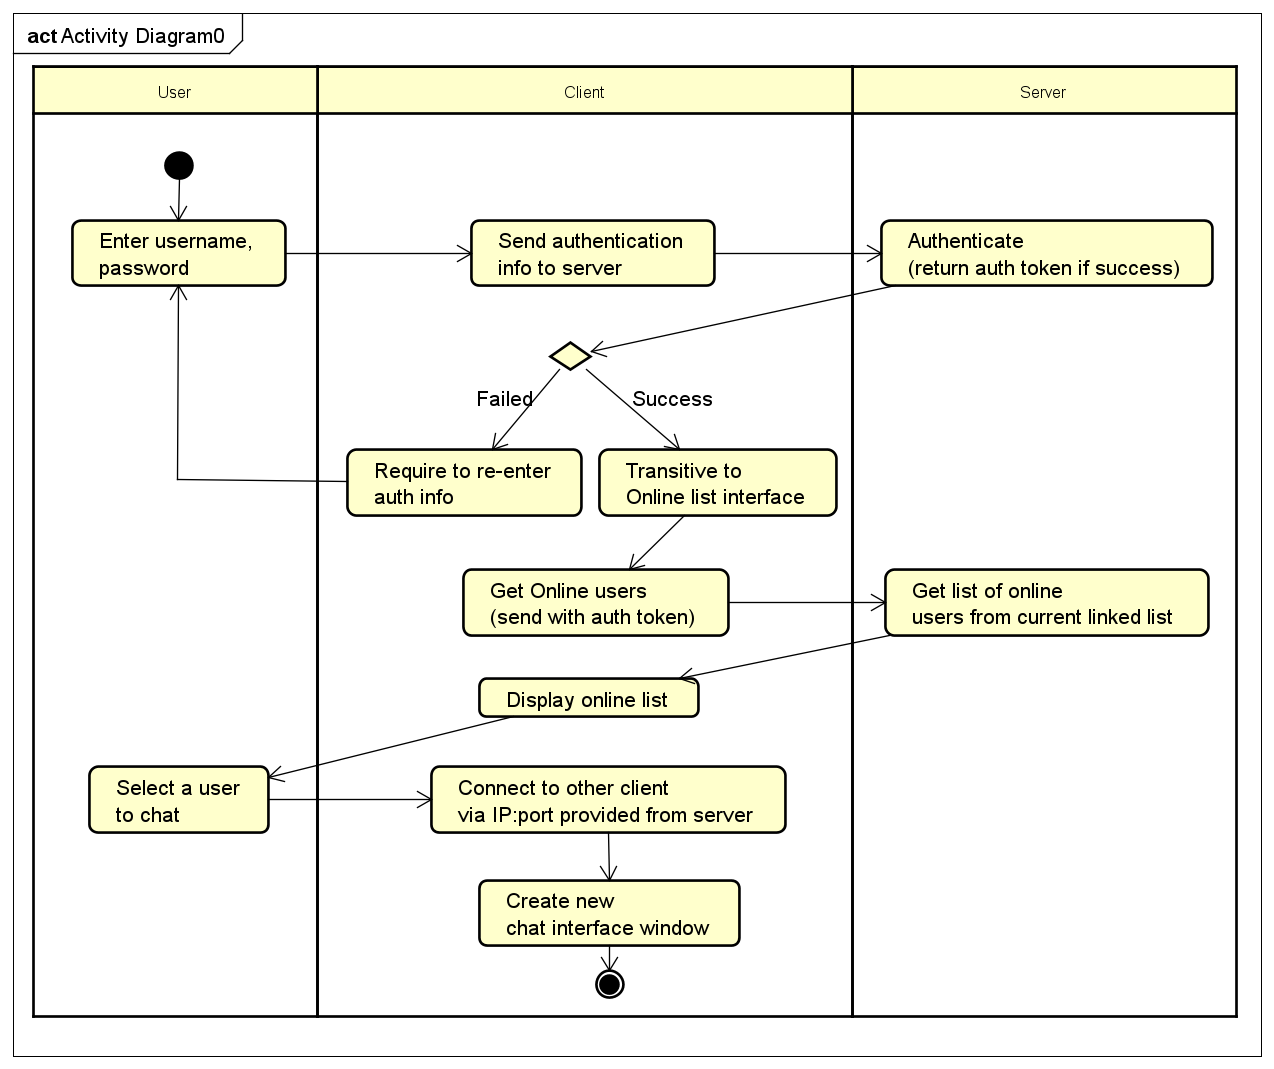 act Activity Diagram0
User
Client
Server
Enter username,
password
Send authentication
info to server
Authenticate
(return auth token if success)
Failed
Success
Require to re-enter
auth info
Transitive to
Online list interface
Get Online users
(send with auth token)
Get list of online
users from current linked list
Display online list
Select a user
to chat
Connect to other client
via IP:port provided from server
Create new
chat interface window